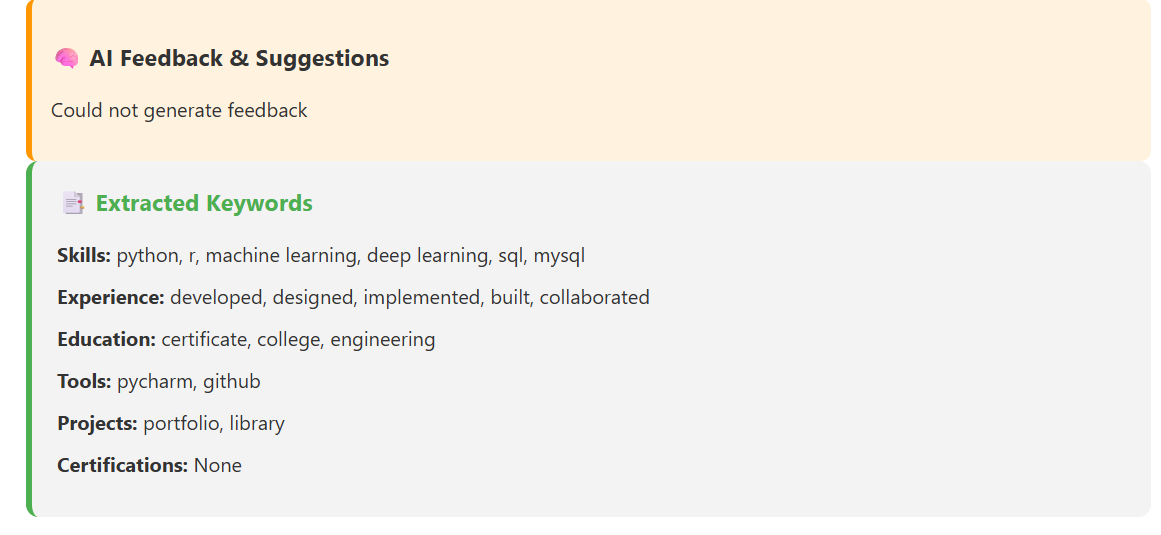 AI Feedback & Suggestions
Could not generate feedback
Extracted Keywords
Skills: python, r, machine learning, deep learning, sql, mysql
Experience: developed, designed, implemented, built, collaborated
Education: certificate, college, engineering
Tools: pycharm, github
Projects: portfolio, library
Certifications: None